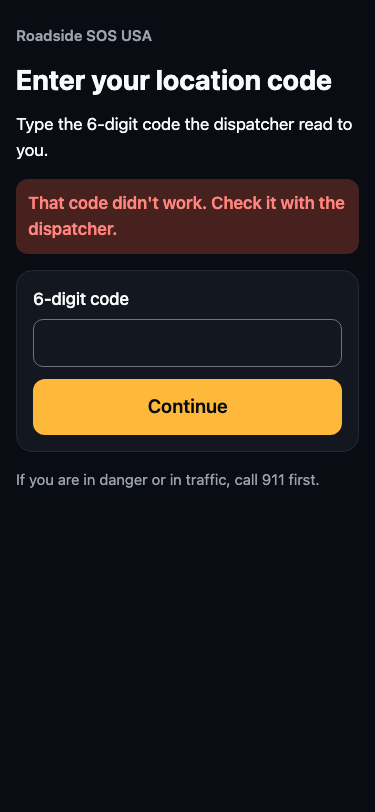 Roadside SOS USA
Enter your location code
Type the 6-digit code the dispatcher read to
you.
That code didn't work. Check it with the
dispatcher.
6-digit code
Continue
If you are in danger or in traffic, call 911 first.